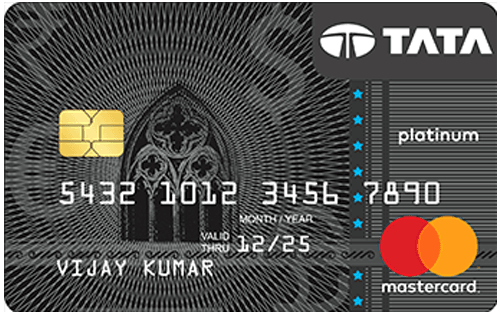 TATA
platinum
5432 1012 3456 7890
MONTH / YEAR
VALID THRU 12/25
VIJAY KUMAR
mastercard.